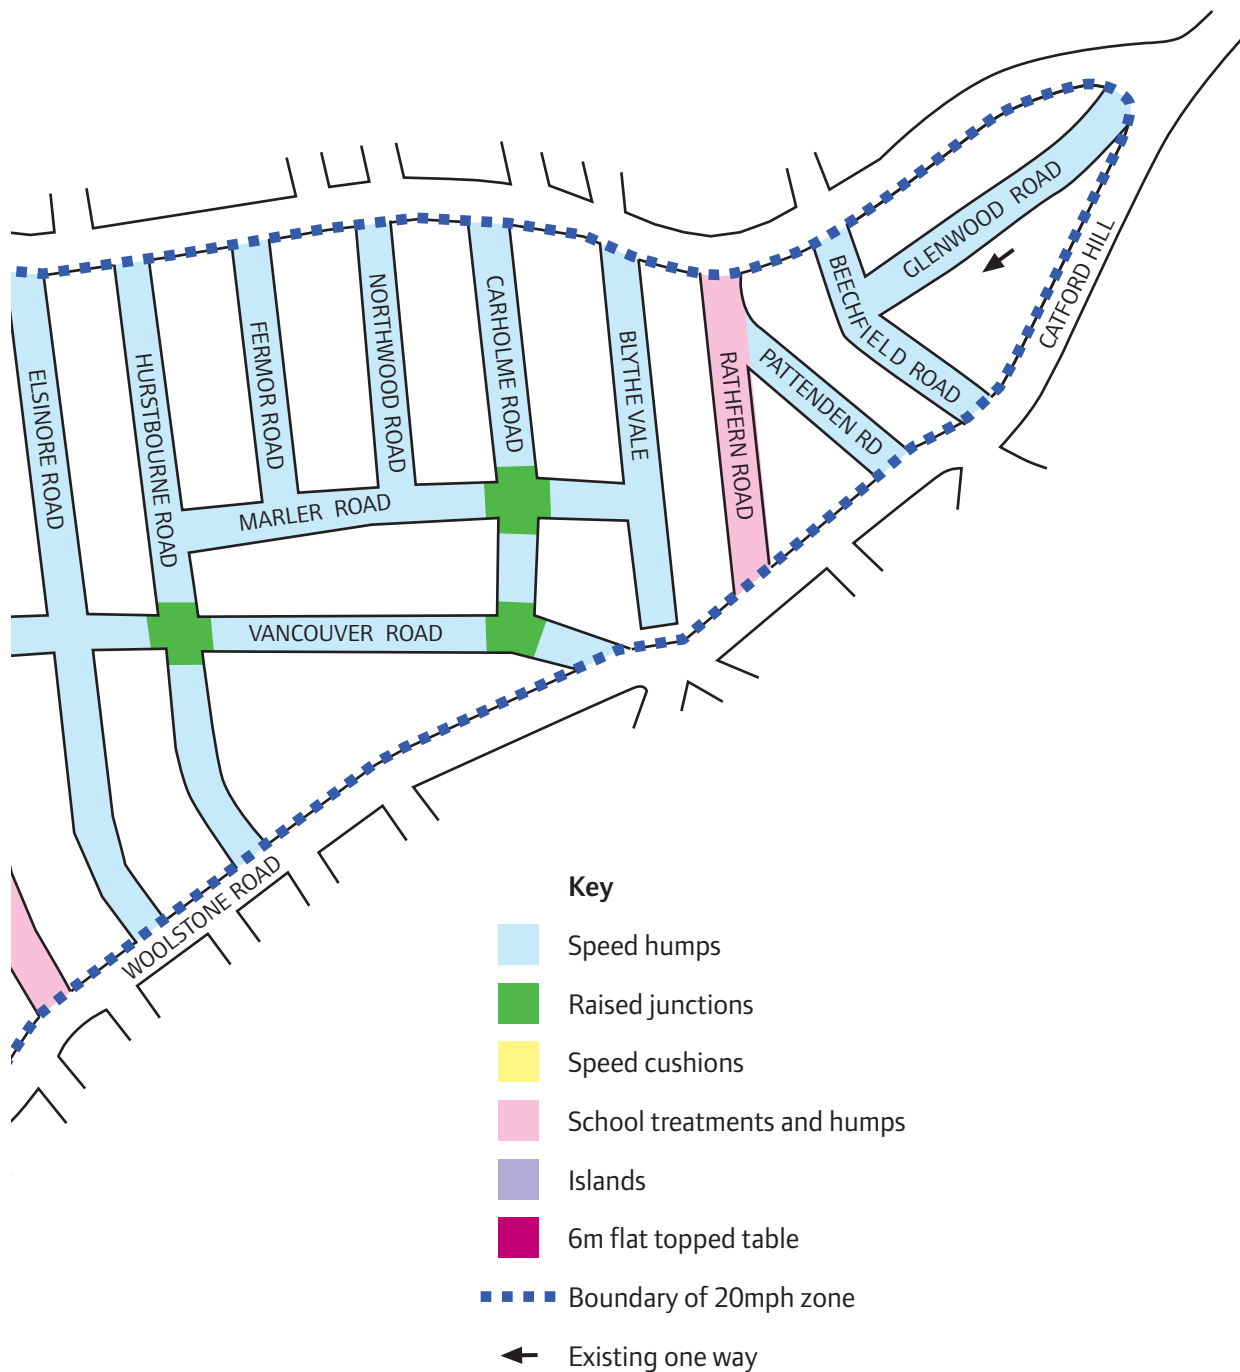 GLENWOOD ROAD
CATFORD HILL
BEECHFIELD ROAD
PATTENDEN RD
RATHFERN ROAD
BLYTHE VALE
CARHOLME ROAD
NORTHWOOD ROAD
FERMOR ROAD
HURSTBOURNE ROAD
ELSINORE ROAD
MARLER ROAD
VANCOUVER ROAD
WOOLSTONE ROAD
Key
Speed humps
Raised junctions
Speed cushions
School treatments and humps
Islands
6m flat topped table
Boundary of 20mph zone
Existing one way